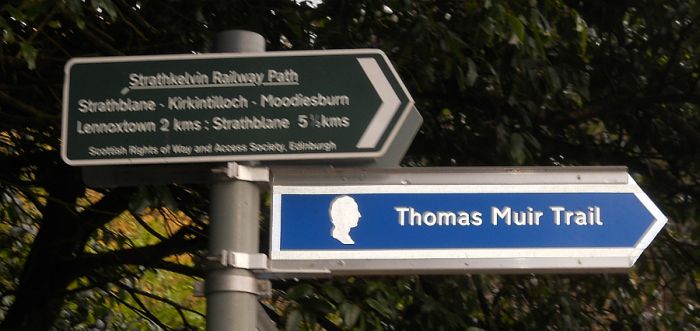 Strathkelvin Railway Path
Strathblane - Kirkintilloch - Moodiesburn
Lennoxtown 2 kms : Strathblane 5½kms
Scottish Rights of Way and Access Society, Edinburgh
Thomas Muir Trail